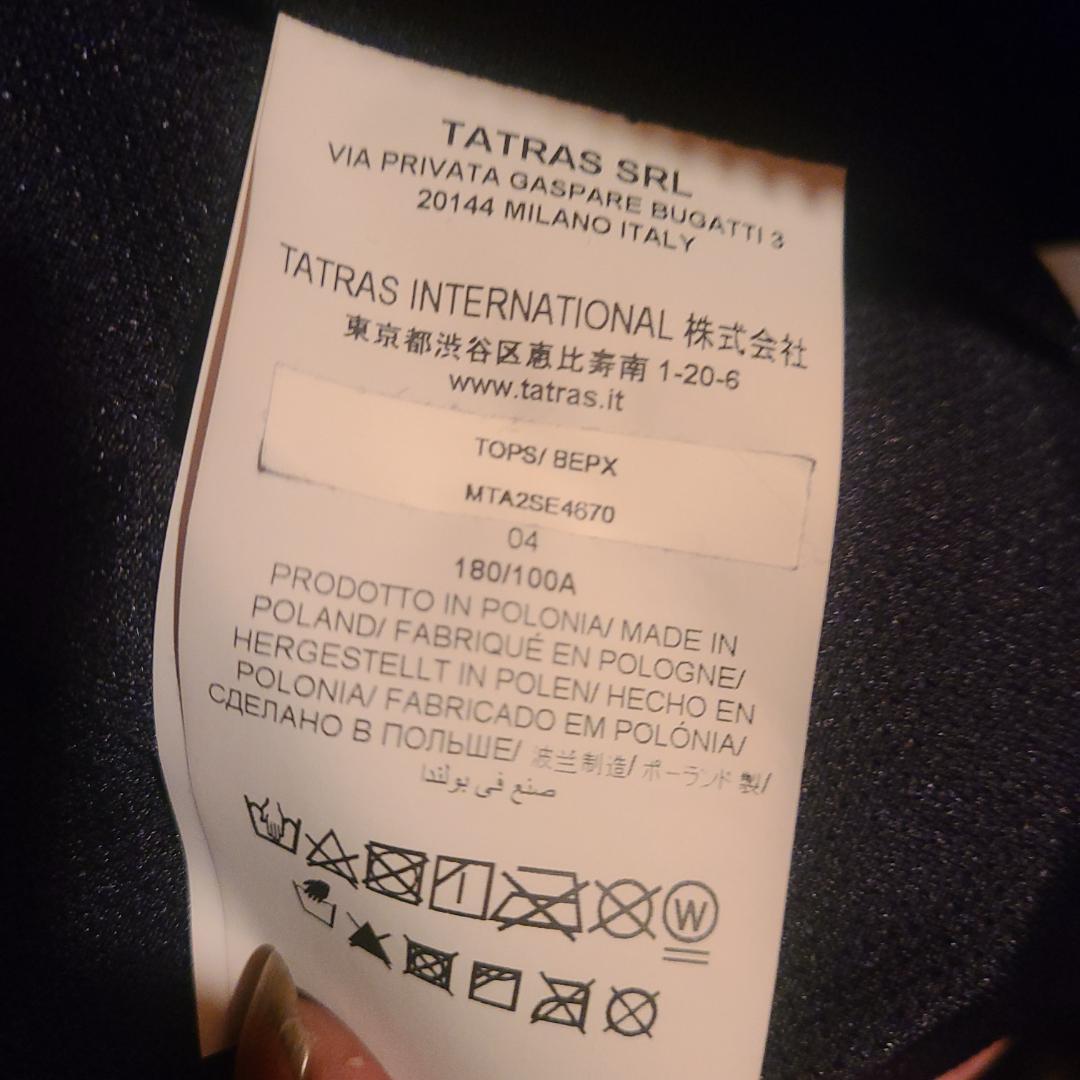 TATRAS SRL
VIA PRIVATA GASPARE BUGATTI 3
20144 MILANO ITALY
TATRAS INTERNATIONAL 株式会社
東京都渋谷区恵比寿南 1-20-6
www.tatras.it
TOPS/ ВЕРХ
MTA2SE4670
04
180/100A
PRODOTTO IN POLONIA/ MADE IN
POLAND/ FABRIQUÉ EN POLOGNE/
HERGESTELLT IN POLEN/ HECHO EN
POLONIA/ FABRICADO EM POLÓNIA/
СДЕЛАНО В ПОЛЬШЕ/ 波兰制造/ ポーランド製/
صنع في بولندا
W